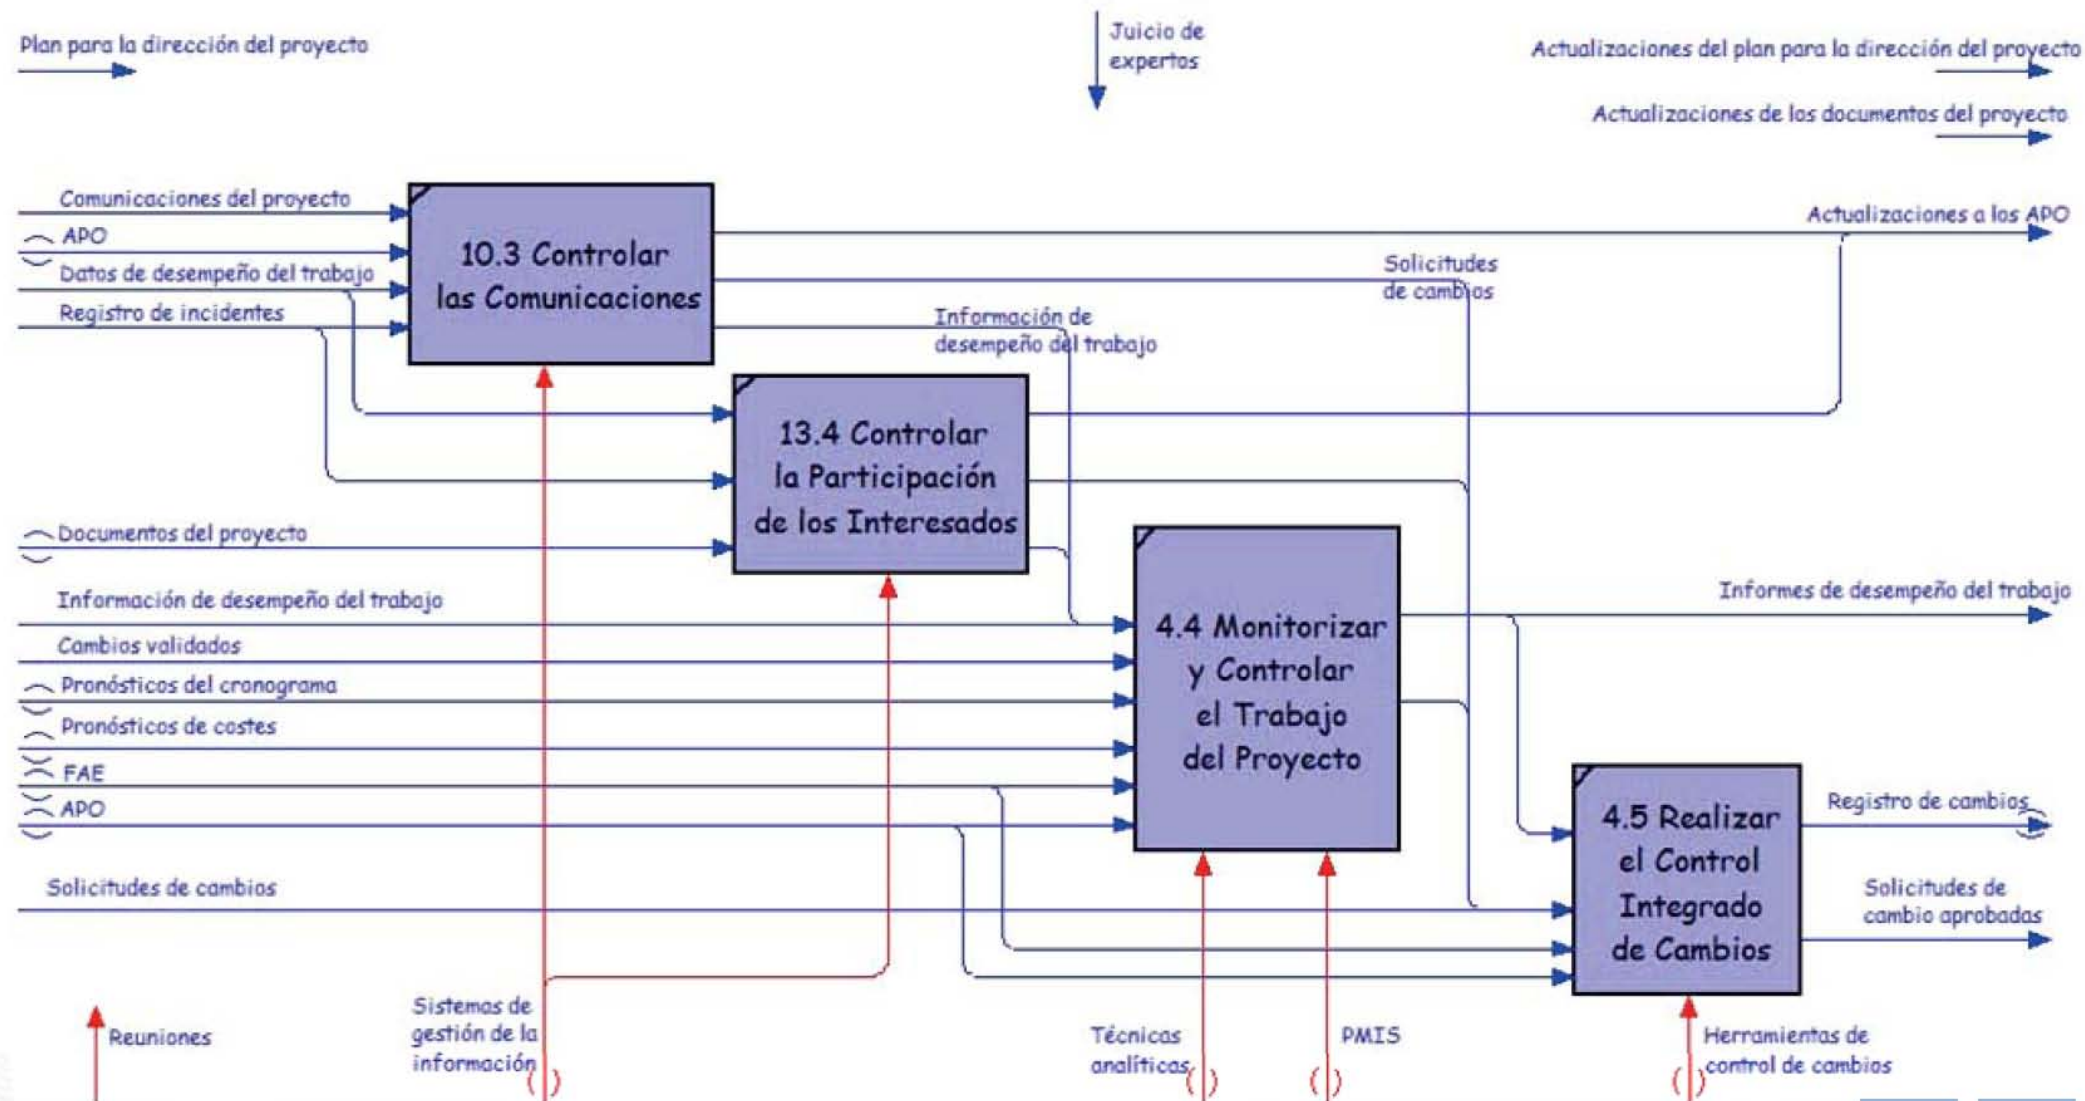 Plan para la dirección del proyecto
Juicio de
expertos
Actualizaciones del plan para la dirección del proyecto
Actualizaciones de los documentos del proyecto
Comunicaciones del proyecto
APO
Datos de desempeño del trabajo
Registro de incidentes
10.3 Controlar
las Comunicaciones
Actualizaciones a los APO
Solicitudes
de cambios
Información de
desempeño del trabajo
13.4 Controlar
la Participación
de los Interesados
Documentos del proyecto
Información de desempeño del trabajo
Cambios validados
Pronósticos del cronograma
Pronósticos de costes
FAE
APO
4.4 Monitorizar
y Controlar
el Trabajo
del Proyecto
Informes de desempeño del trabajo
Solicitudes de cambios
4.5 Realizar
el Control
Integrado
de Cambios
Registro de cambios
Solicitudes de
cambio aprobadas
Reuniones
Sistemas de
gestión de la
información
Técnicas
analíticas
PMIS
Herramientas de
control de cambios